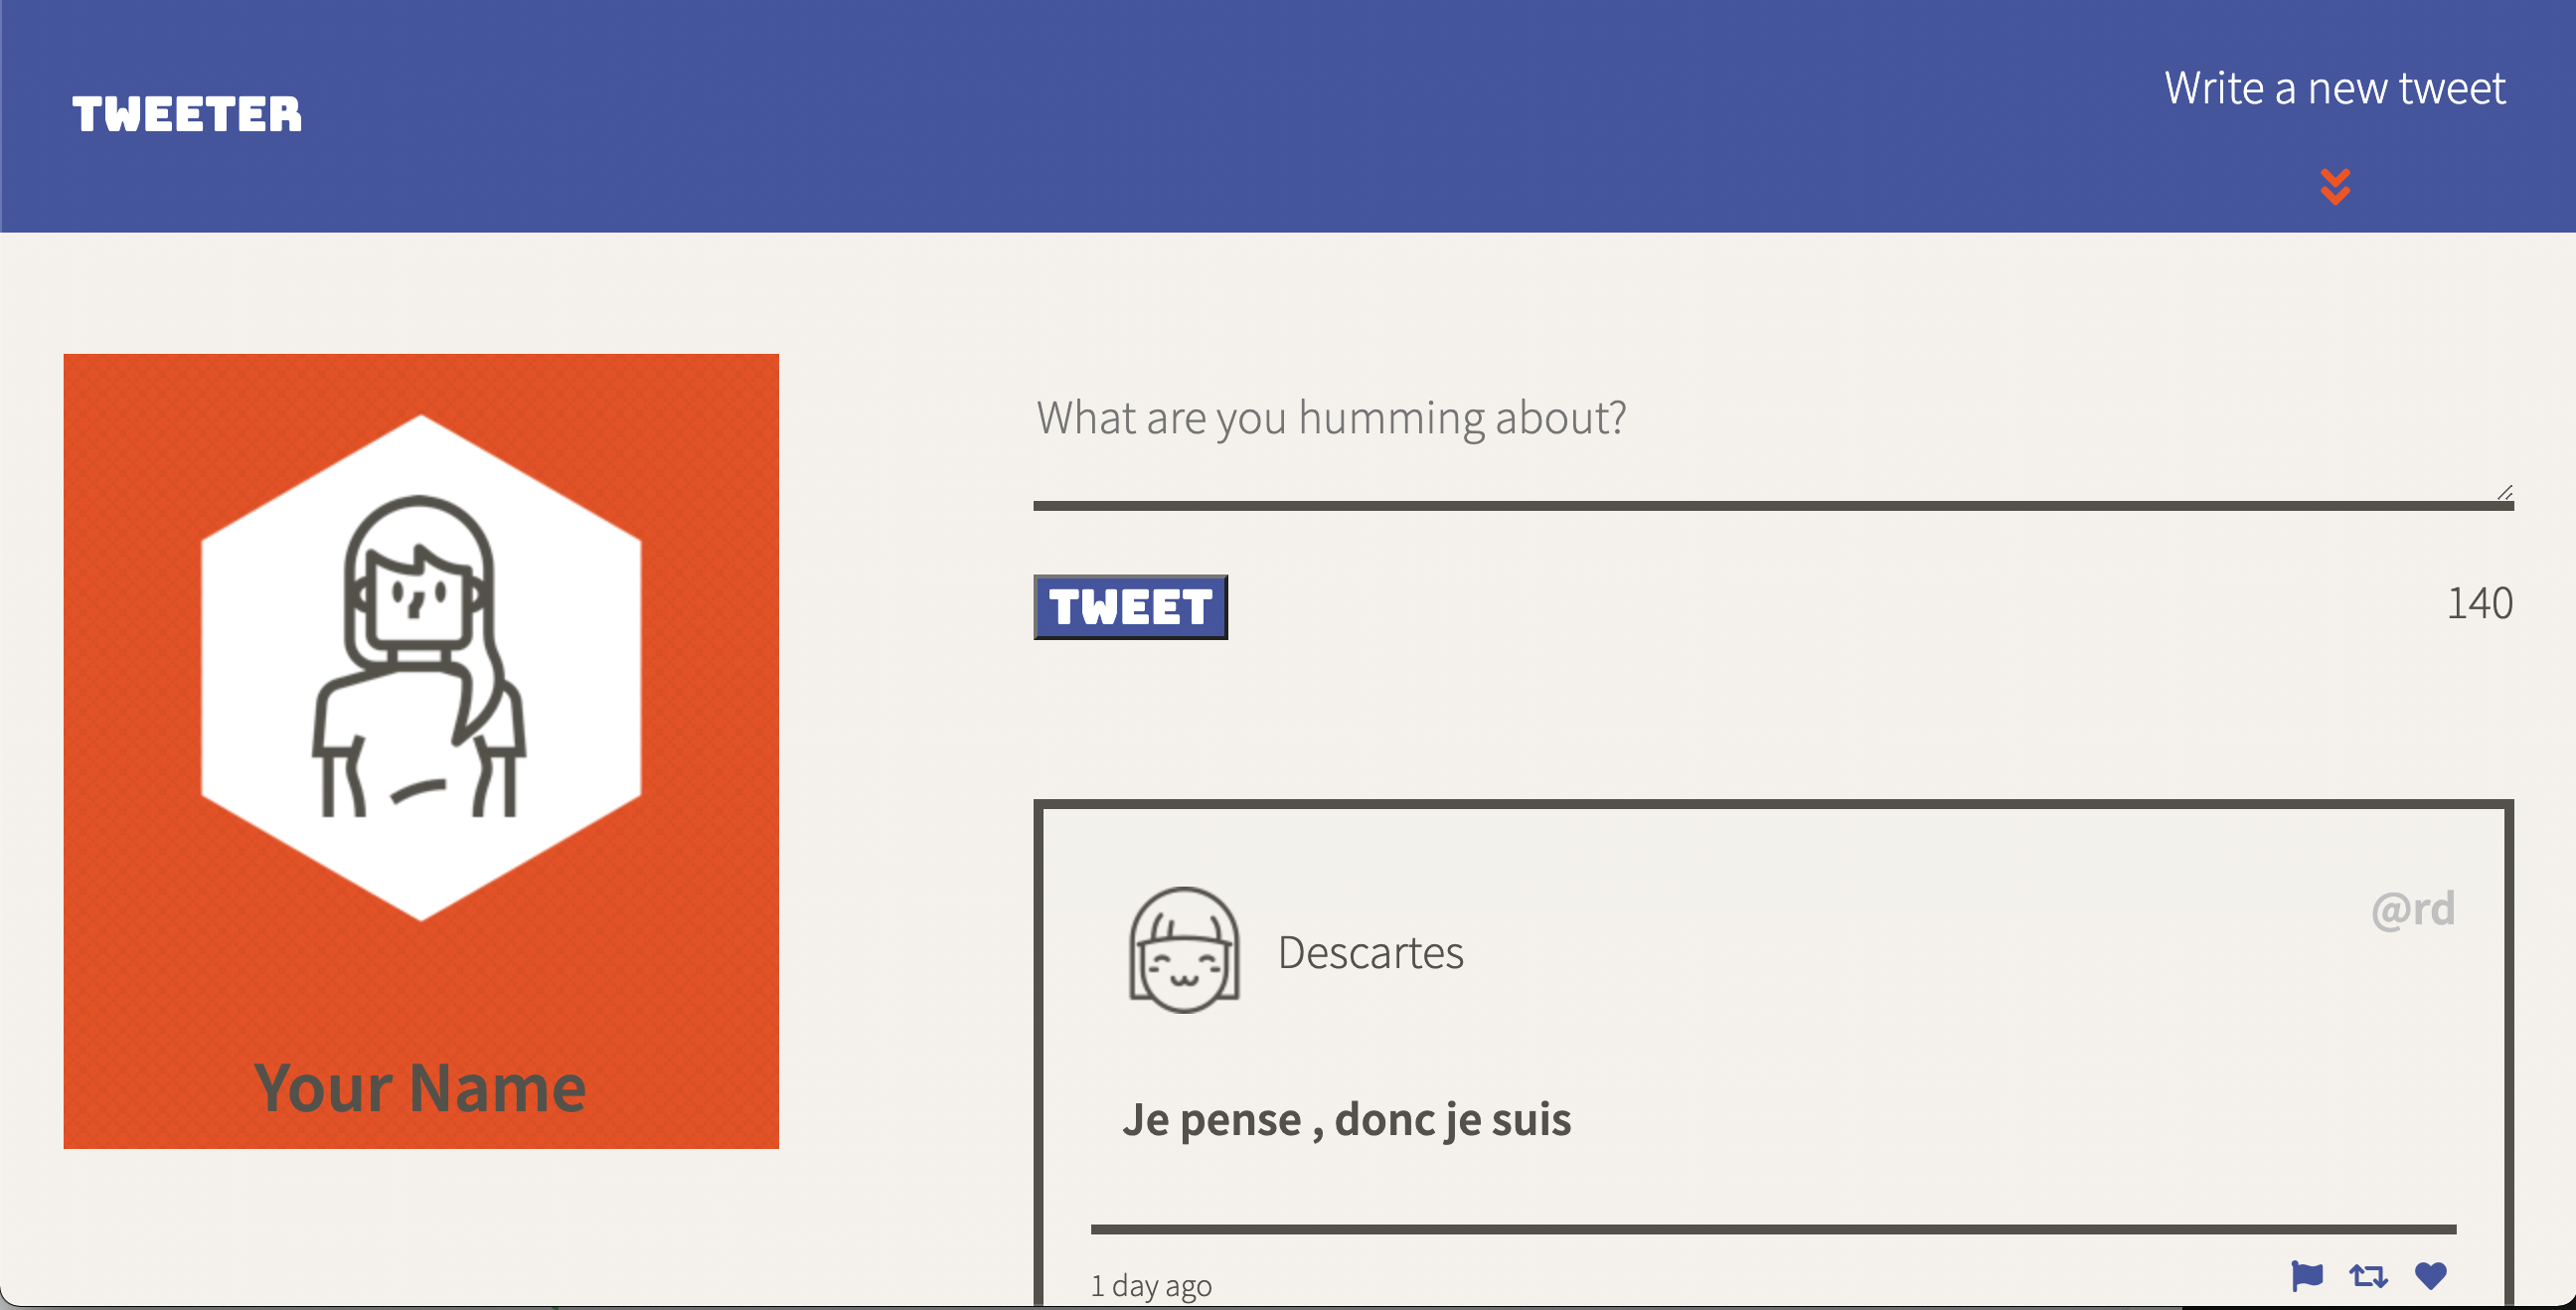 TWEETER
Write a new tweet
Your Name
What are you humming about?
TWEET
140
Descartes
@rd
Je pense , donc je suis
1 day ago